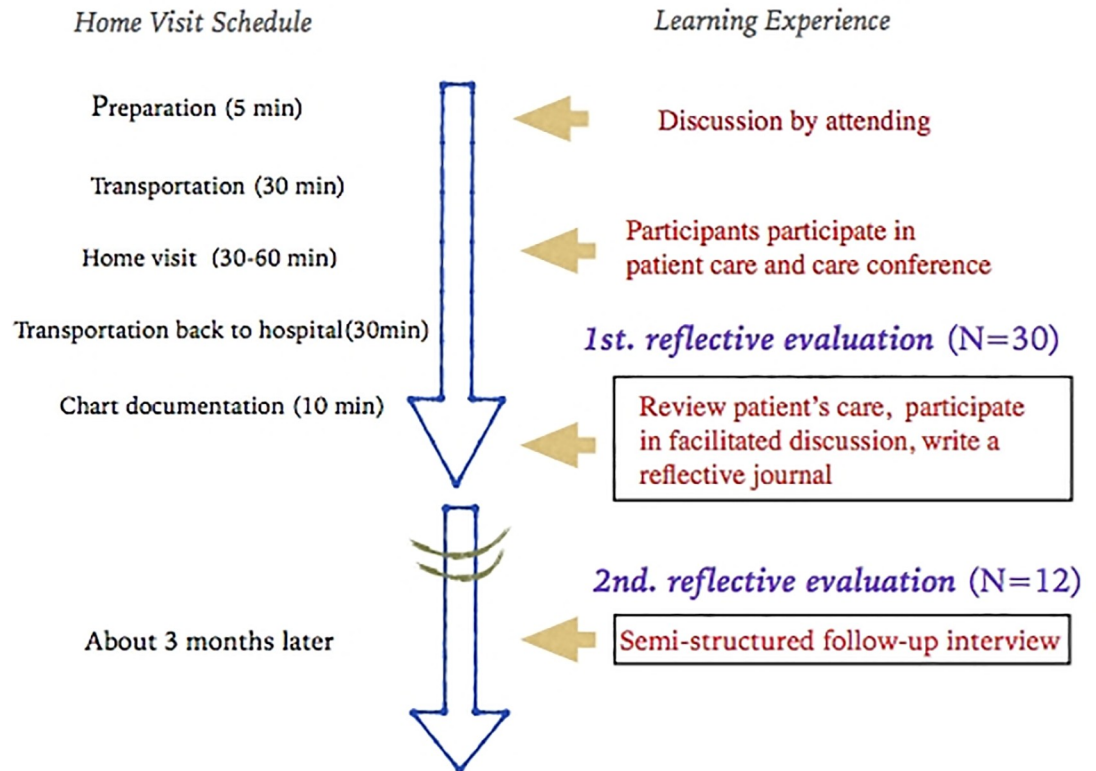 Home Visit Schedule
Learning Experience
Preparation (5 min)
Discussion by attending
Transportation (30 min)
Home visit (30-60 min)
Participants participate in
patient care and care conference
Transportation back to hospital(30min)
1st. reflective evaluation (N=30)
Chart documentation (10 min)
Review patient's care, participate
in facilitated discussion, write a
reflective journal
2nd. reflective evaluation (N=12)
About 3 months later
Semi-structured follow-up interview